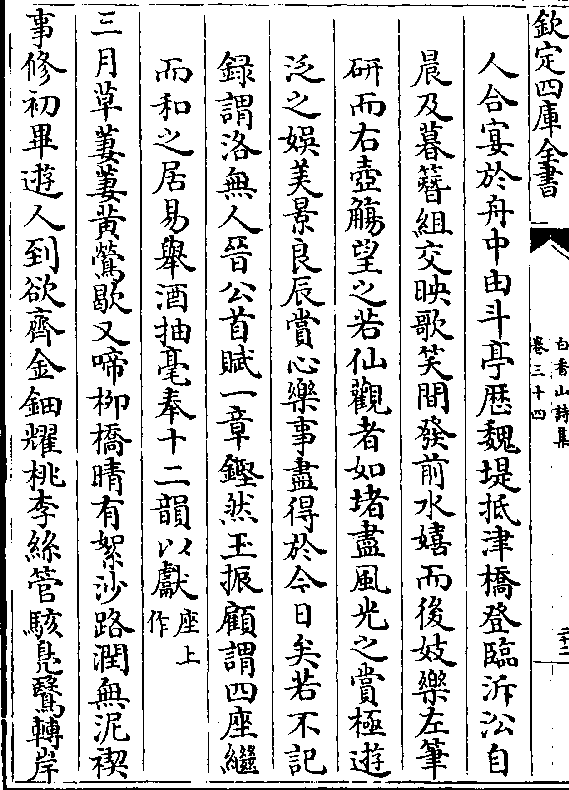 欽定四庫全書
白香山詩集
卷三十四
人合宴於舟中由斗亭歴魏堤抵津橋登臨泝㳂自
晨及暮簪組交映歌笑間發前水嬉而後妓樂左筆
研而右壺觴望之若仙觀者如堵盡風光之賞極遊
泛之娛美景良辰賞心樂事盡得於今日矣若不記
録謂洛無人晉公首賦一章鏗然玉振顧謂四座繼
而和之居易舉酒抽毫奉十二韻以獻座上作
三月草萋萋黄鶯歇又啼柳橋晴有絮沙路潤無泥禊
事修初畢遊人到欲齊金鈿耀桃李絲管駭鳬鷖轉岸